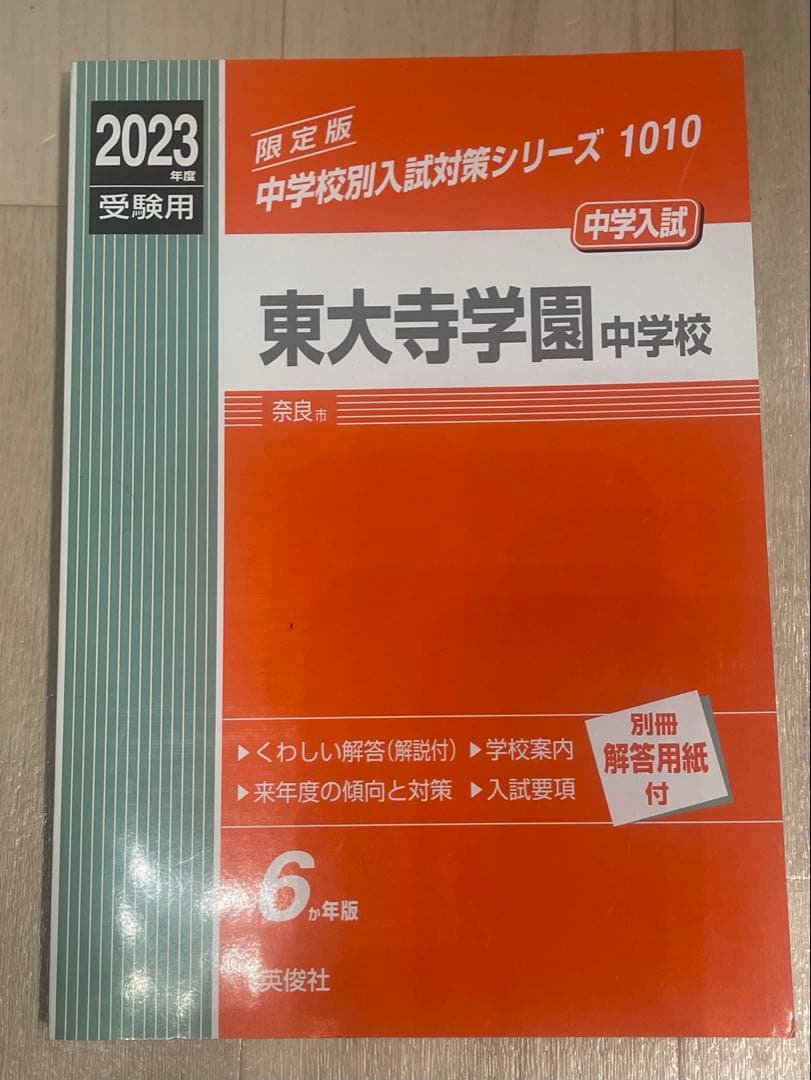 2023
年度
受験用
限定版
中学校別入試対策シリーズ 1010
中学入試
東大寺学園 中学校
奈良市
▶くわしい解答(解説付) ▶学校案内
▶来年度の傾向と対策 ▶入試要項
別冊
解答用紙
付
6か年版
英俊社